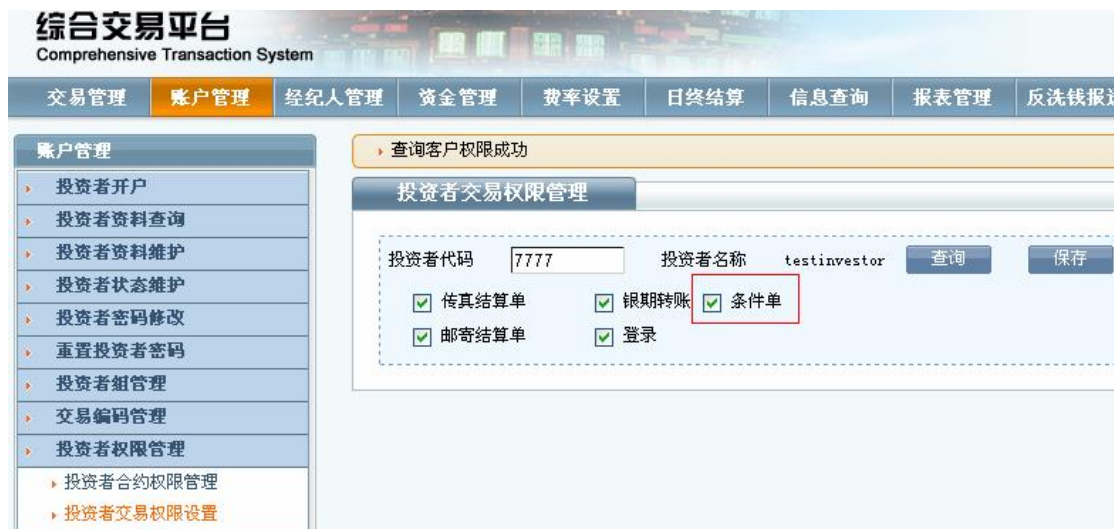 综合交易平台
Comprehensive Transaction System
交易管理 账户管理 经纪人管理 资金管理 费率设置 日终结算 信息查询 报表管理 反洗钱报
账户管理
投资者开户
投资者资料查询
投资者资料维护
投资者状态维护
投资者密码修改
重置投资者密码
投资者组管理
交易编码管理
投资者权限管理
投资者合约权限管理
投资者交易权限设置
查询客户权限成功
投资者交易权限管理
投资者代码 7777 投资者名称 testinvestor 查询 保存
传真结算单 银期转账 条件单
邮寄结算单 登录